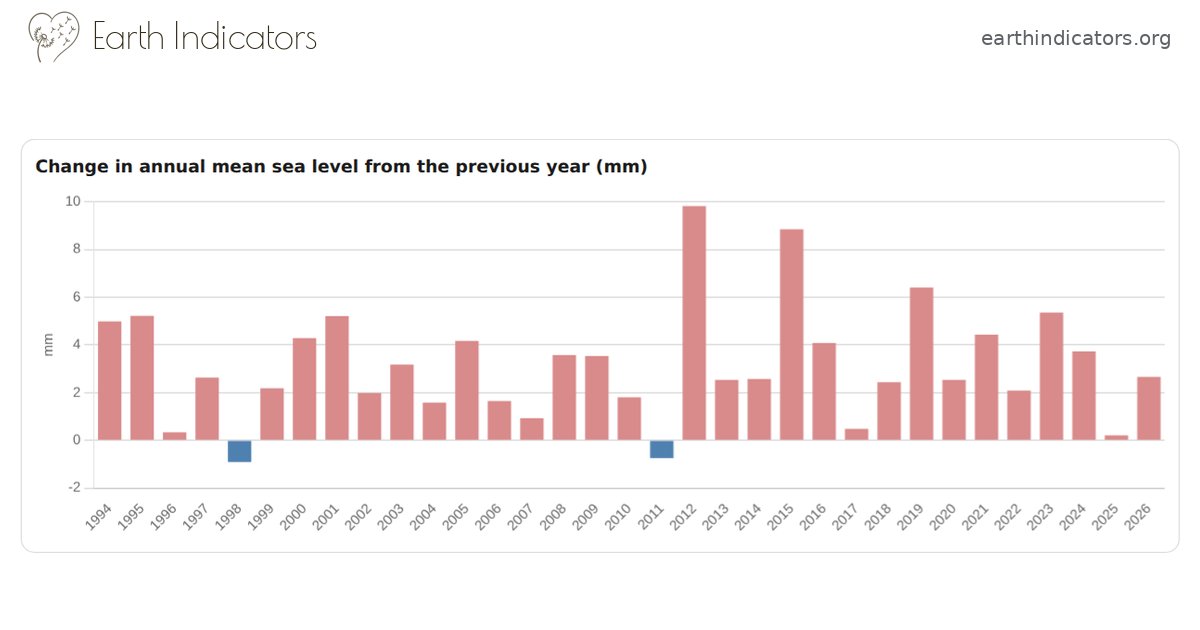 Earth Indicators
earthindicators.org
Change in annual mean sea level from the previous year (mm)
10
8
6
4
2
0
-2
mm
1994 1995 1996 1997 1998 1999 2000 2001 2002 2003 2004 2005 2006 2007 2008 2009 2010 2011 2012 2013 2014 2015 2016 2017 2018 2019 2020 2021 2022 2023 2024 2025 2026